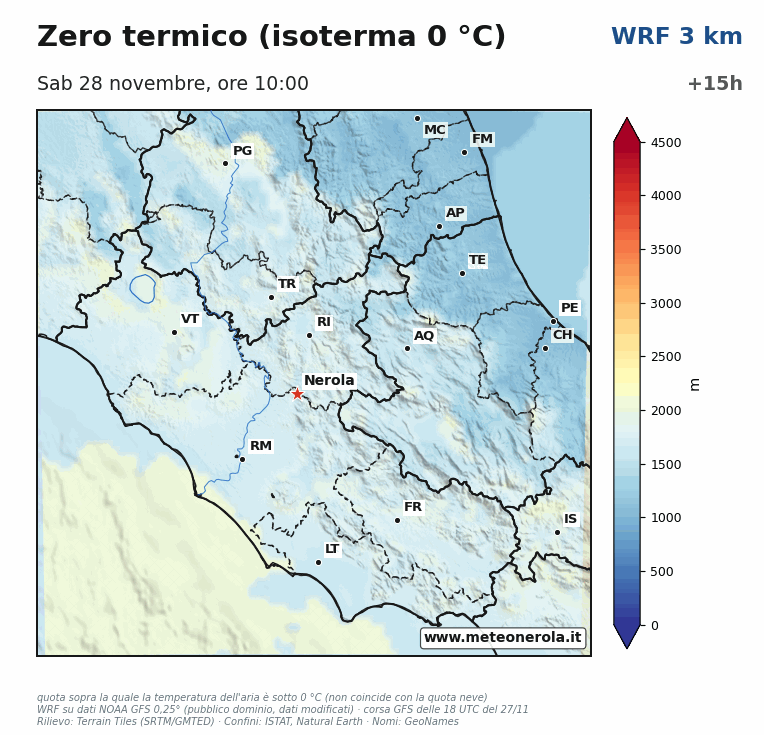 Zero termico (isoterma 0 °C)
WRF 3 km
Sab 28 novembre, ore 10:00
+15h
MC
FM
PG
AP
TE
TR
PE
VT
RI
AQ
CH
Nerola
RM
FR
IS
LT
www.meteonerola.it
4500
4000
3500
3000
2500
2000
1500
1000
500
0
m
quota sopra la quale la temperatura dell'aria è sotto 0 °C (non coincide con la quota neve)
WRF su dati NOAA GFS 0,25° (pubblico dominio, dati modificati) · corsa GFS delle 18 UTC del 27/11
Rilievo: Terrain Tiles (SRTM/GMTED) · Confini: ISTAT, Natural Earth · Nomi: GeoNames